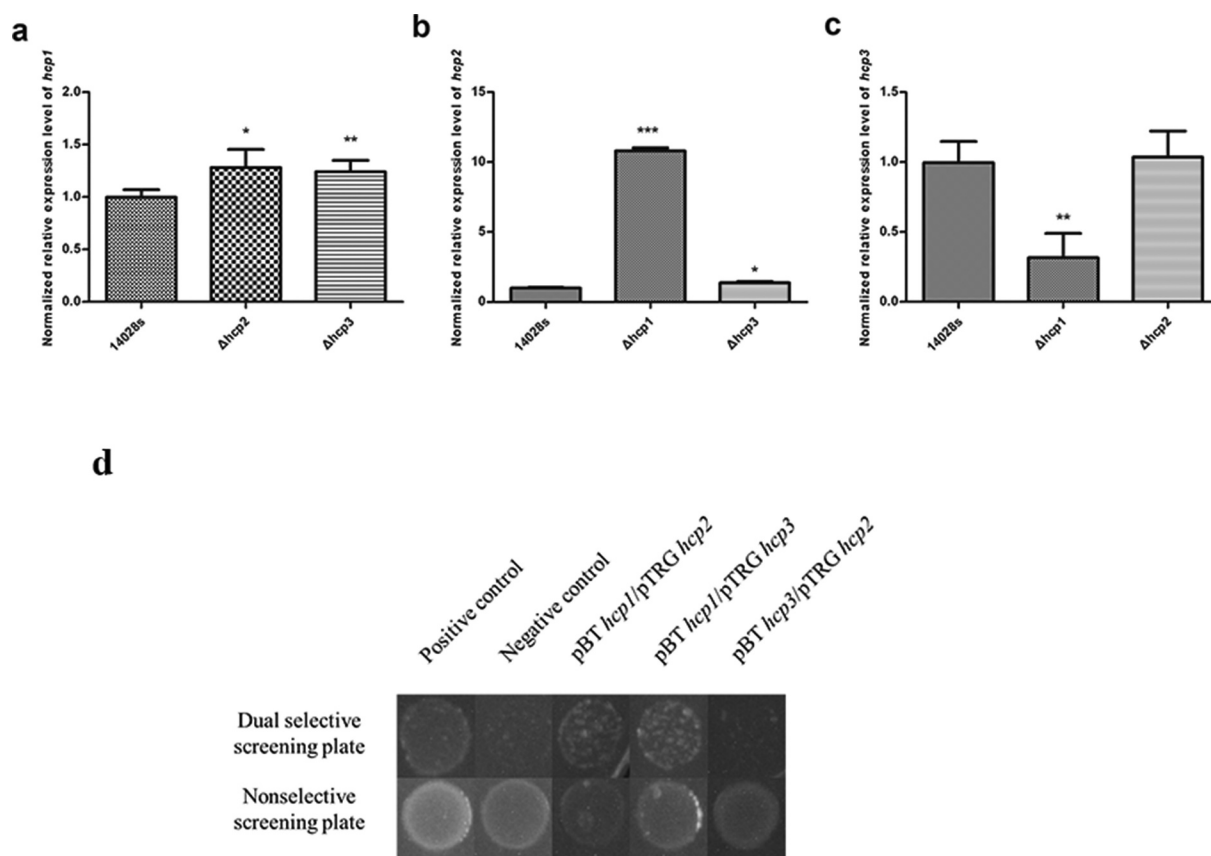 a
Normalized relative expression level of hcp1
2.0
1.5
1.0
0.5
0.0
*
**
14028s
Δhcp2
Δhcp3
b
Normalized relative expression level of hcp2
15
10
5
0
***
*
14028s
Δhcp1
Δhcp3
c
Normalized relative expression level of hcp3
1.5
1.0
0.5
0.0
**
14028s
Δhcp1
Δhcp2
d
Positive control
Negative control
pBT hcp1/pTRG hcp2
pBT hcp1/pTRG hcp3
pBT hcp3/pTRG hcp2
Dual selective
screening plate
Nonselective
screening plate